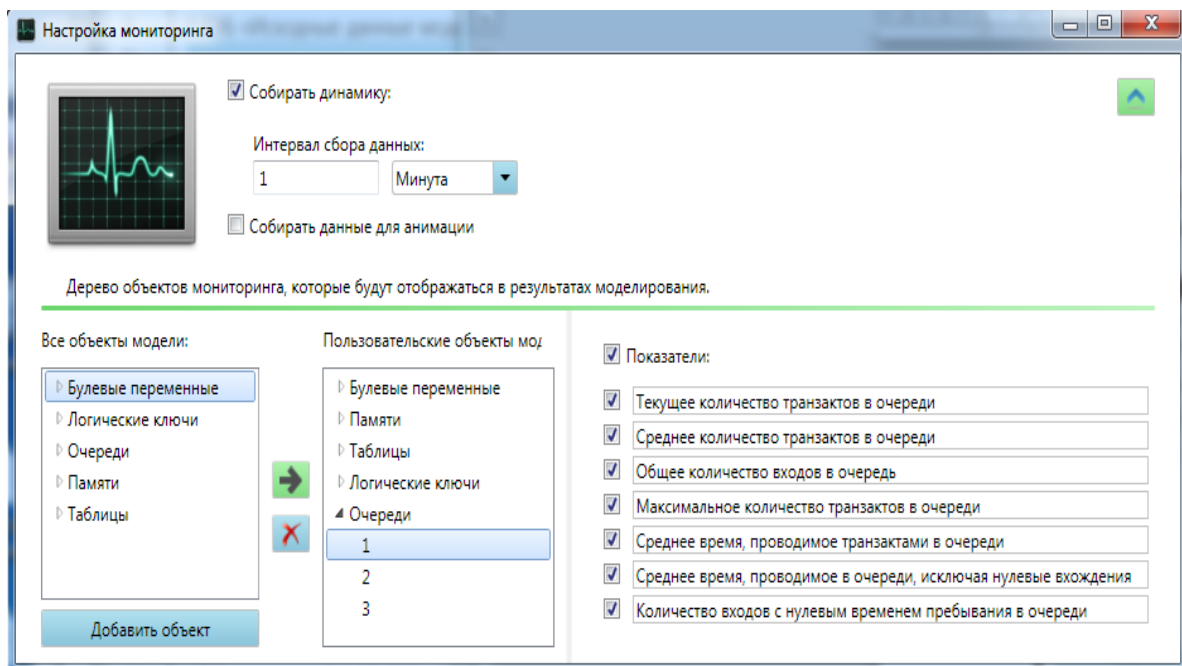 Настройка мониторинга
Собирать динамику:
Интервал сбора данных:
1 Минута
Собирать данные для анимации
Дерево объектов мониторинга, которые будут отображаться в результатах моделирования.
Все объекты модели:
Булевые переменные
Логические ключи
Очереди
Памяти
Таблицы
Добавить объект
Пользовательские объекты мод
Булевые переменные
Памяти
Таблицы
Логические ключи
Очереди
1
2
3
Показатели:
Текущее количество транзактов в очереди
Среднее количество транзактов в очереди
Общее количество входов в очередь
Максимальное количество транзактов в очереди
Среднее время, проводимое транзактами в очереди
Среднее время, проводимое в очереди, исключая нулевые вхождения
Количество входов с нулевым временем пребывания в очереди